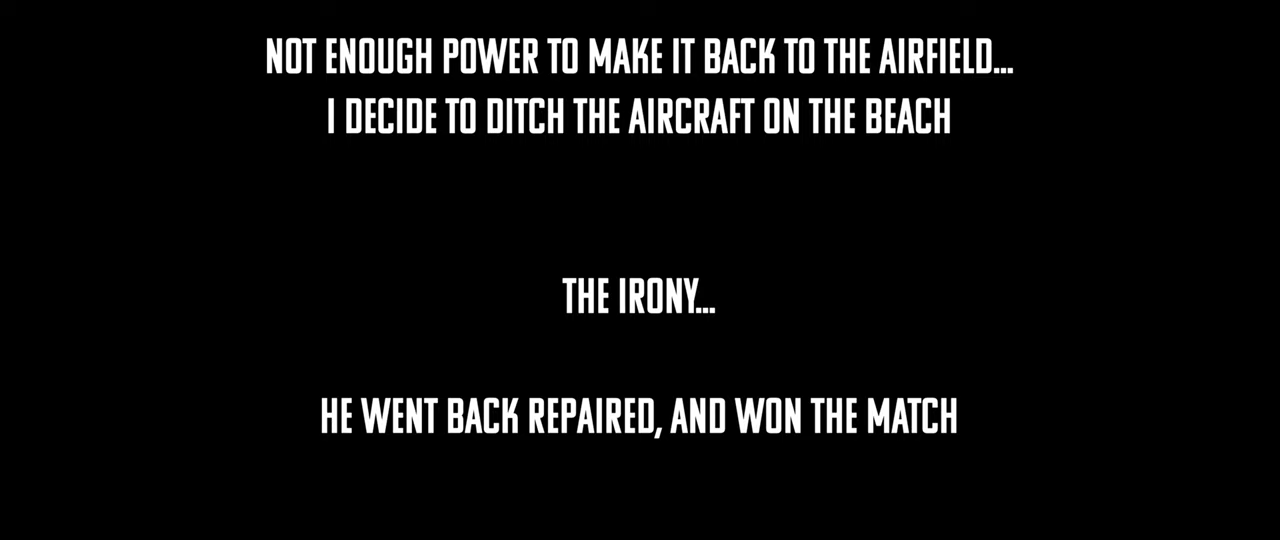 NOT ENOUGH POWER TO MAKE IT BACK TO THE AIRFIELD...
I DECIDE TO DITCH THE AIRCRAFT ON THE BEACH
THE IRONY...
HE WENT BACK REPAIRED, AND WON THE MATCH